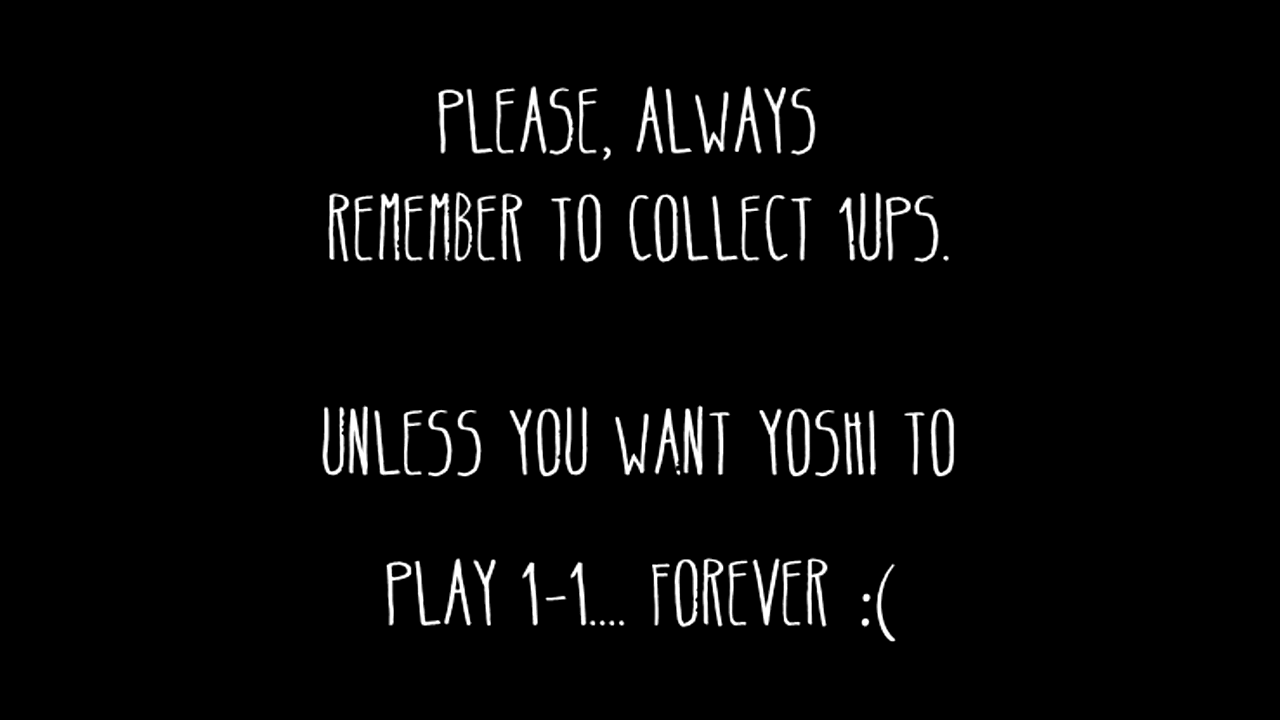 PLEASE, ALWAYS
REMEMBER TO COLLECT 1UPS.
UNLESS YOU WANT YOSHI TO
PLAY 1-1.... FOREVER :(